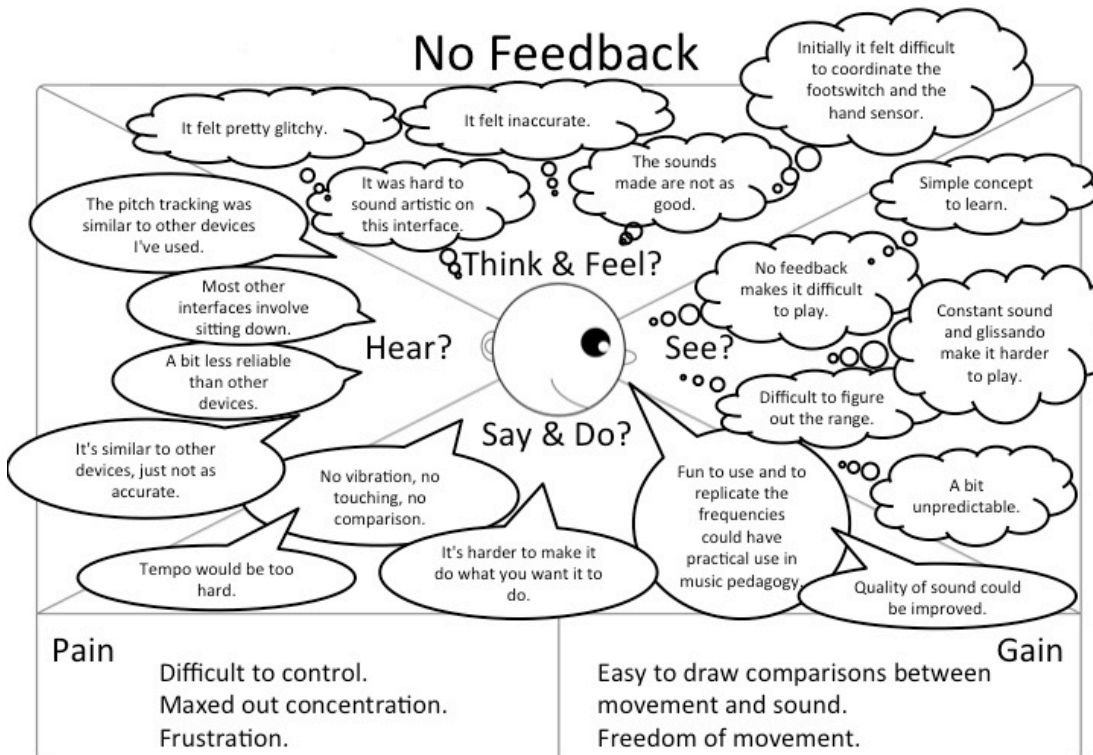 No Feedback
Initially it felt difficult
to coordinate the
footswitch and the
hand sensor.
It felt pretty glitchy.
It felt inaccurate.
The sounds
made are not as
good.
It was hard to
sound artistic on
this interface.
Simple concept
to learn.
The pitch tracking was
similar to other devices
I've used.
Think & Feel?
No feedback
makes it difficult
to play.
Most other
interfaces involve
sitting down.
Constant sound
and glissando
make it harder
to play.
Hear?
See?
A bit less reliable
than other
devices.
Difficult to figure
out the range.
Say & Do?
It's similar to other
devices, just not as
accurate.
No vibration, no
touching, no
comparison.
Fun to use and to
replicate the
frequencies
could have
practical use in
music pedagogy.
A bit
unpredictable.
Tempo would be too
hard.
It's harder to make it
do what you want it to
do.
Quality of sound could
be improved.
Pain
Difficult to control.
Maxed out concentration.
Frustration.
Gain
Easy to draw comparisons between
movement and sound.
Freedom of movement.